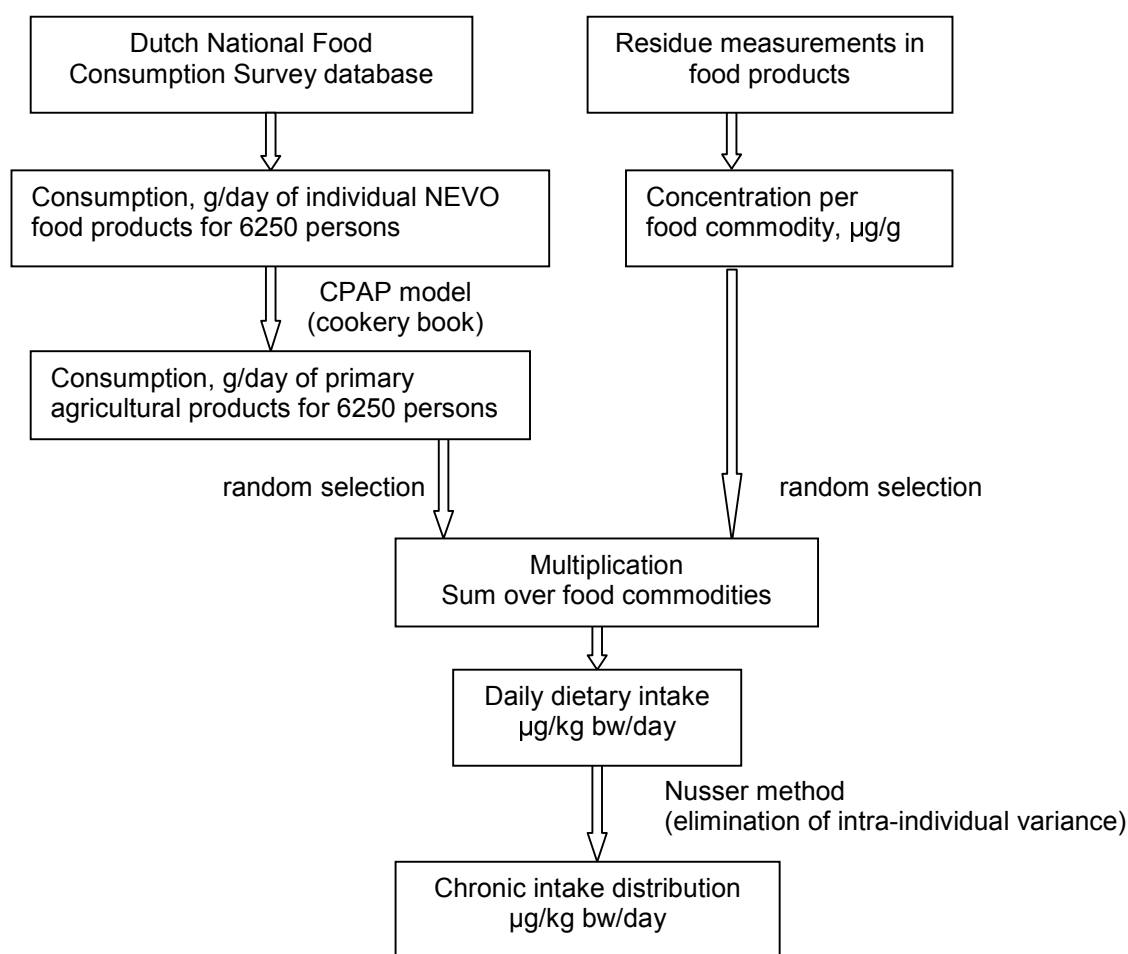 Dutch National Food
Consumption Survey database
Residue measurements in
food products
Consumption, g/day of individual NEVO
food products for 6250 persons
Concentration per
food commodity, µg/g
CPAP model
(cookery book)
Consumption, g/day of primary
agricultural products for 6250 persons
random selection
random selection
Multiplication
Sum over food commodities
Daily dietary intake
µg/kg bw/day
Nusser method
(elimination of intra-individual variance)
Chronic intake distribution
µg/kg bw/day